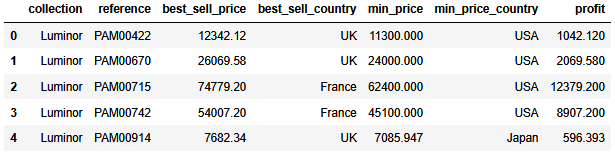 collection reference best_sell_price best_sell_country min_price min_price_country profit
0 Luminor PAM00422 12342.12 UK 11300.000 USA 1042.120
1 Luminor PAM00670 26069.58 UK 24000.000 USA 2069.580
2 Luminor PAM00715 74779.20 France 62400.000 USA 12379.200
3 Luminor PAM00742 54007.20 France 45100.000 USA 8907.200
4 Luminor PAM00914 7682.34 UK 7085.947 Japan 596.393